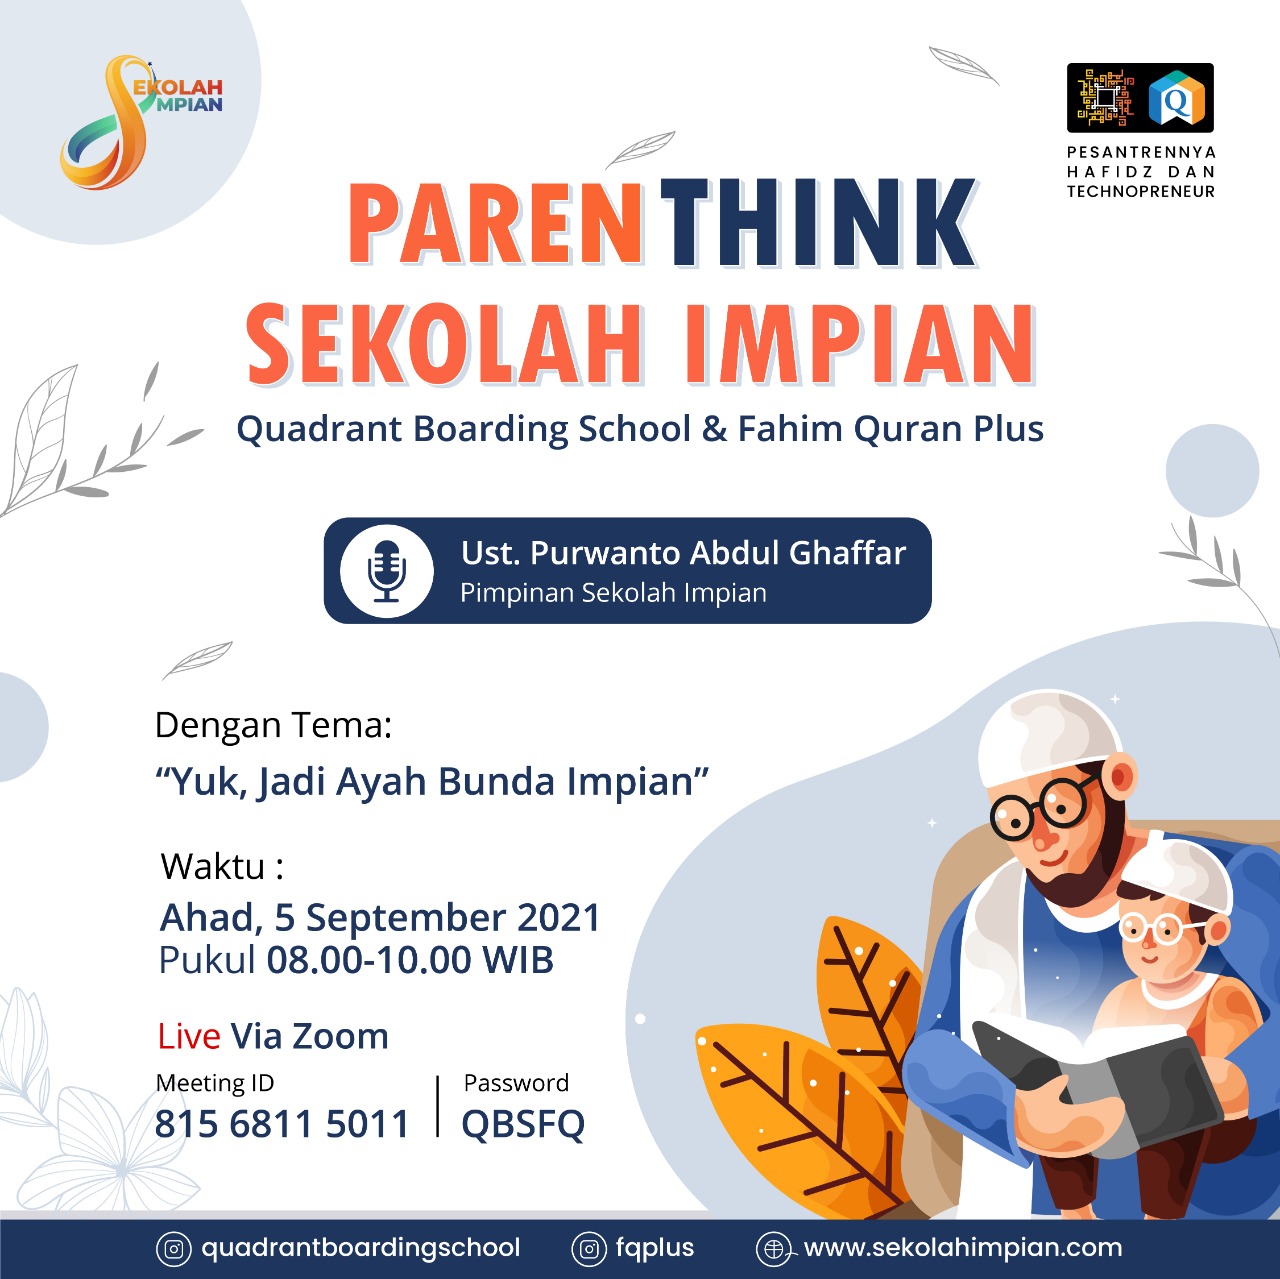 SEKOLAH
IMPIAN
Q
PESANTRENNYA
HAFIDZ DAN
TECHNOPRENEUR
PARENTHINK
SEKOLAH IMPIAN
Quadrant Boarding School & Fahim Quran Plus
Ust. Purwanto Abdul Ghaffar
Pimpinan Sekolah Impian
Dengan Tema:
“Yuk, Jadi Ayah Bunda Impian”
Waktu :
Ahad, 5 September 2021
Pukul 08.00-10.00 WIB
Live Via Zoom
Meeting ID
815 6811 5011
Password
QBSFQ
quadrantboardingschool fqplus www.sekolahimpian.com